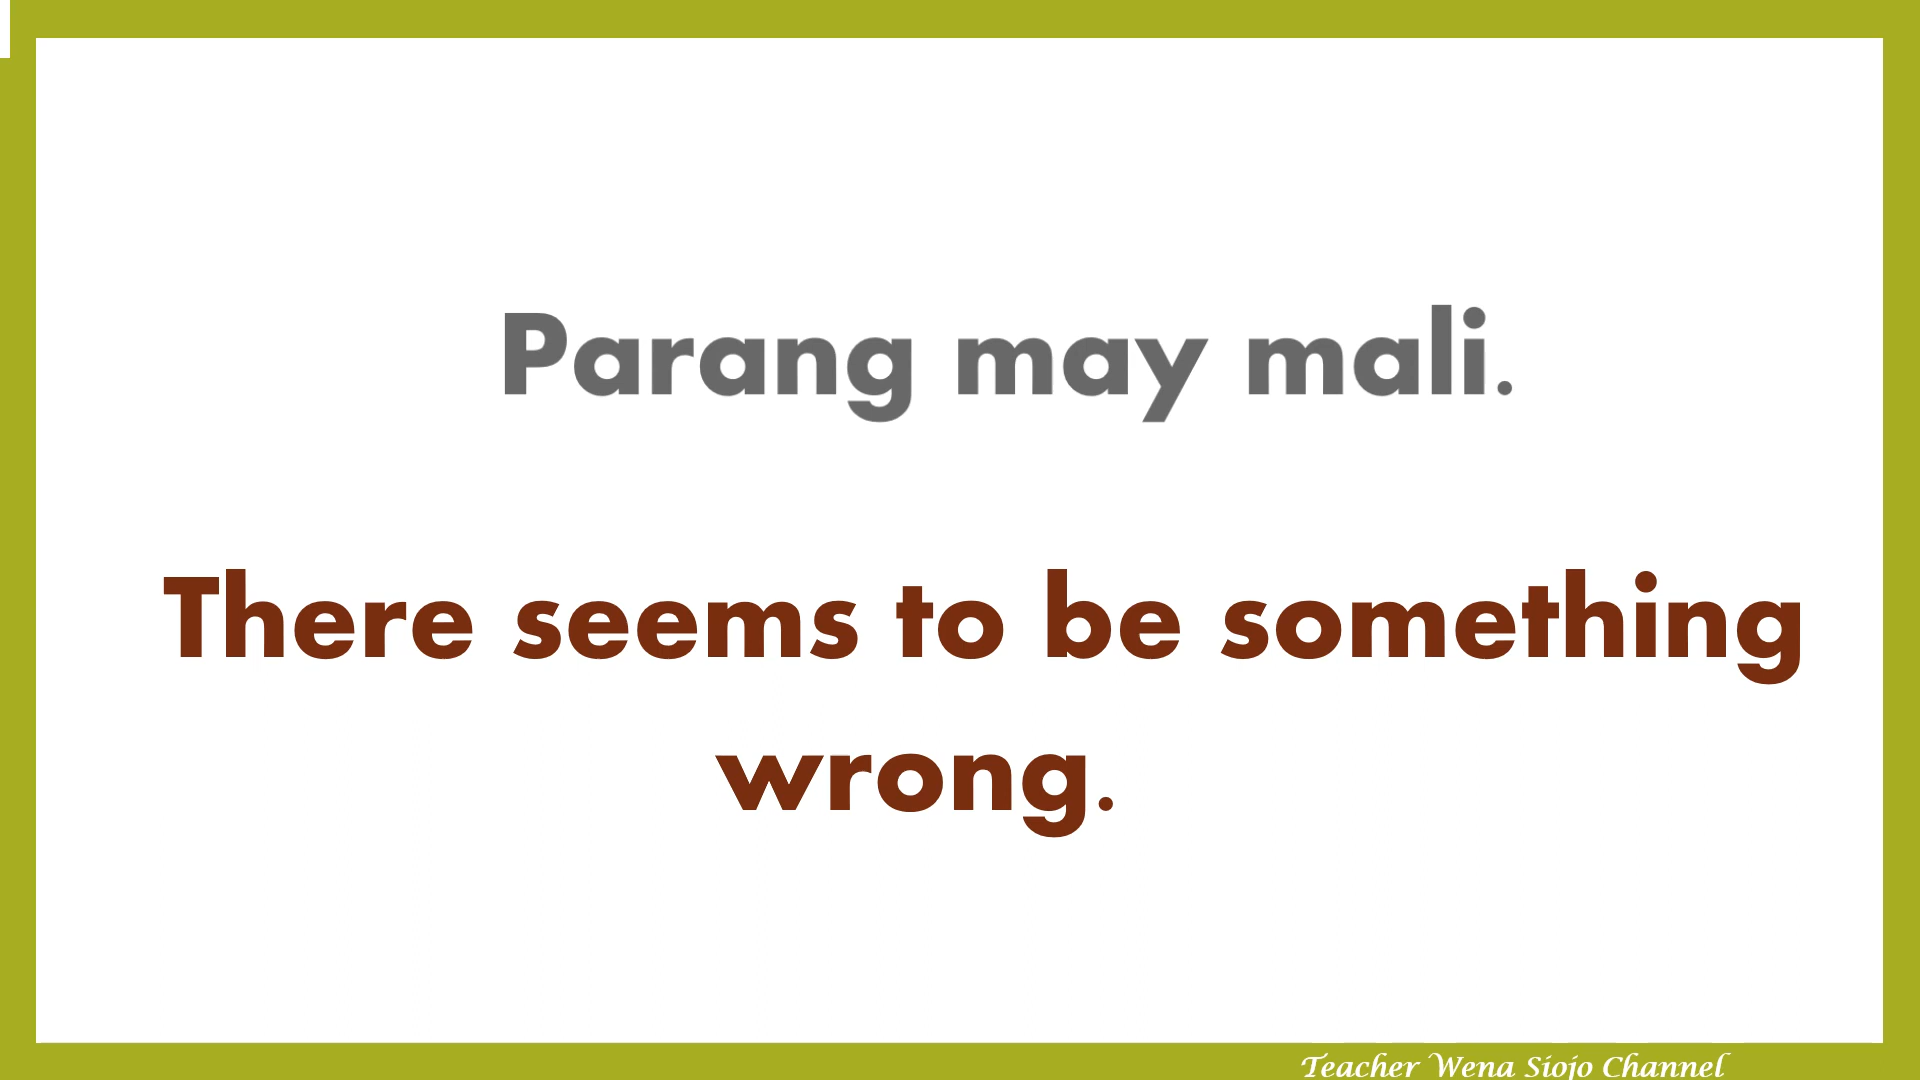 Parang may mali.
There seems to be something
wrong.
Teacher Wena Siojo Channel